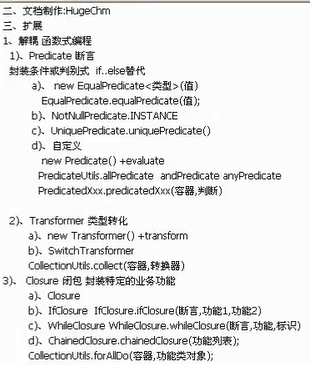 二、文档制作:HugeChm
三、扩展
1、解耦 函数式编程
1)、Predicate 断言
封装条件或判别式 if..else替代
a)、 new EqualPredicate<类型>(值)
EqualPredicate.equalPredicate(值);
b)、NotNullPredicate.INSTANCE
c)、UniquePredicate.uniquePredicate()
d)、自定义
new Predicate() +evaluate
PredicateUtils.allPredicate andPredicate anyPredicate
PredicatedXxx.predicatedXxx(容器,判断)
2)、Transformer 类型转化
a)、new Transformer() +transform
b)、SwitchTransformer
CollectionUtils.collect(容器,转换器)
3)、 Closure 闭包 封装特定的业务功能
a)、Closure
b)、IfClosure IfClosure.ifClosure(断言,功能1,功能2)
c)、WhileClosure WhileClosure.whileClosure(断言,功能,标识)
d)、ChainedClosure.chainedClosure(功能列表);
CollectionUtils.forAllDo(容器,功能类对象);